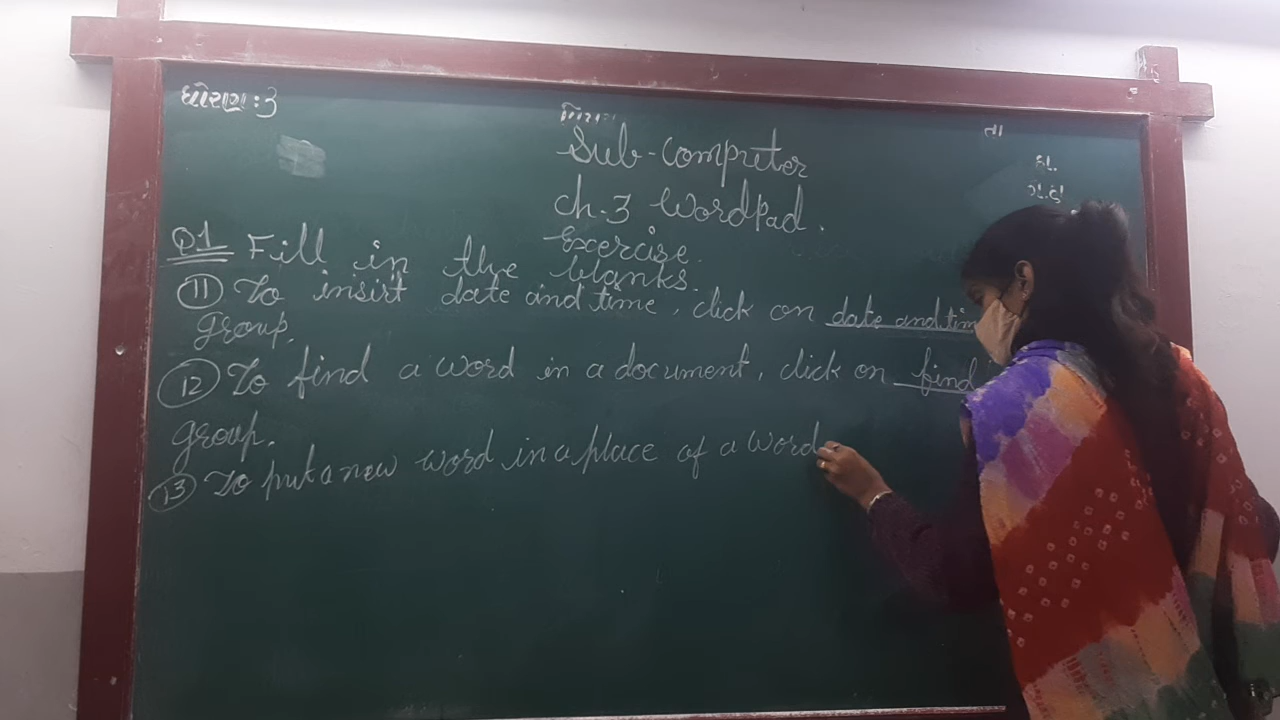 ધોરણ : 3
વિષય :
તા
હા.
ગે.હા.
Sub-Computer
Ch.3 WordPad.
Exercise.
Q1 Fill in the blanks.
11 To insirt date and time, click on date and tim
group.
12 To find a word in a document, click on find
group.
13 To put a new word in a place of a word